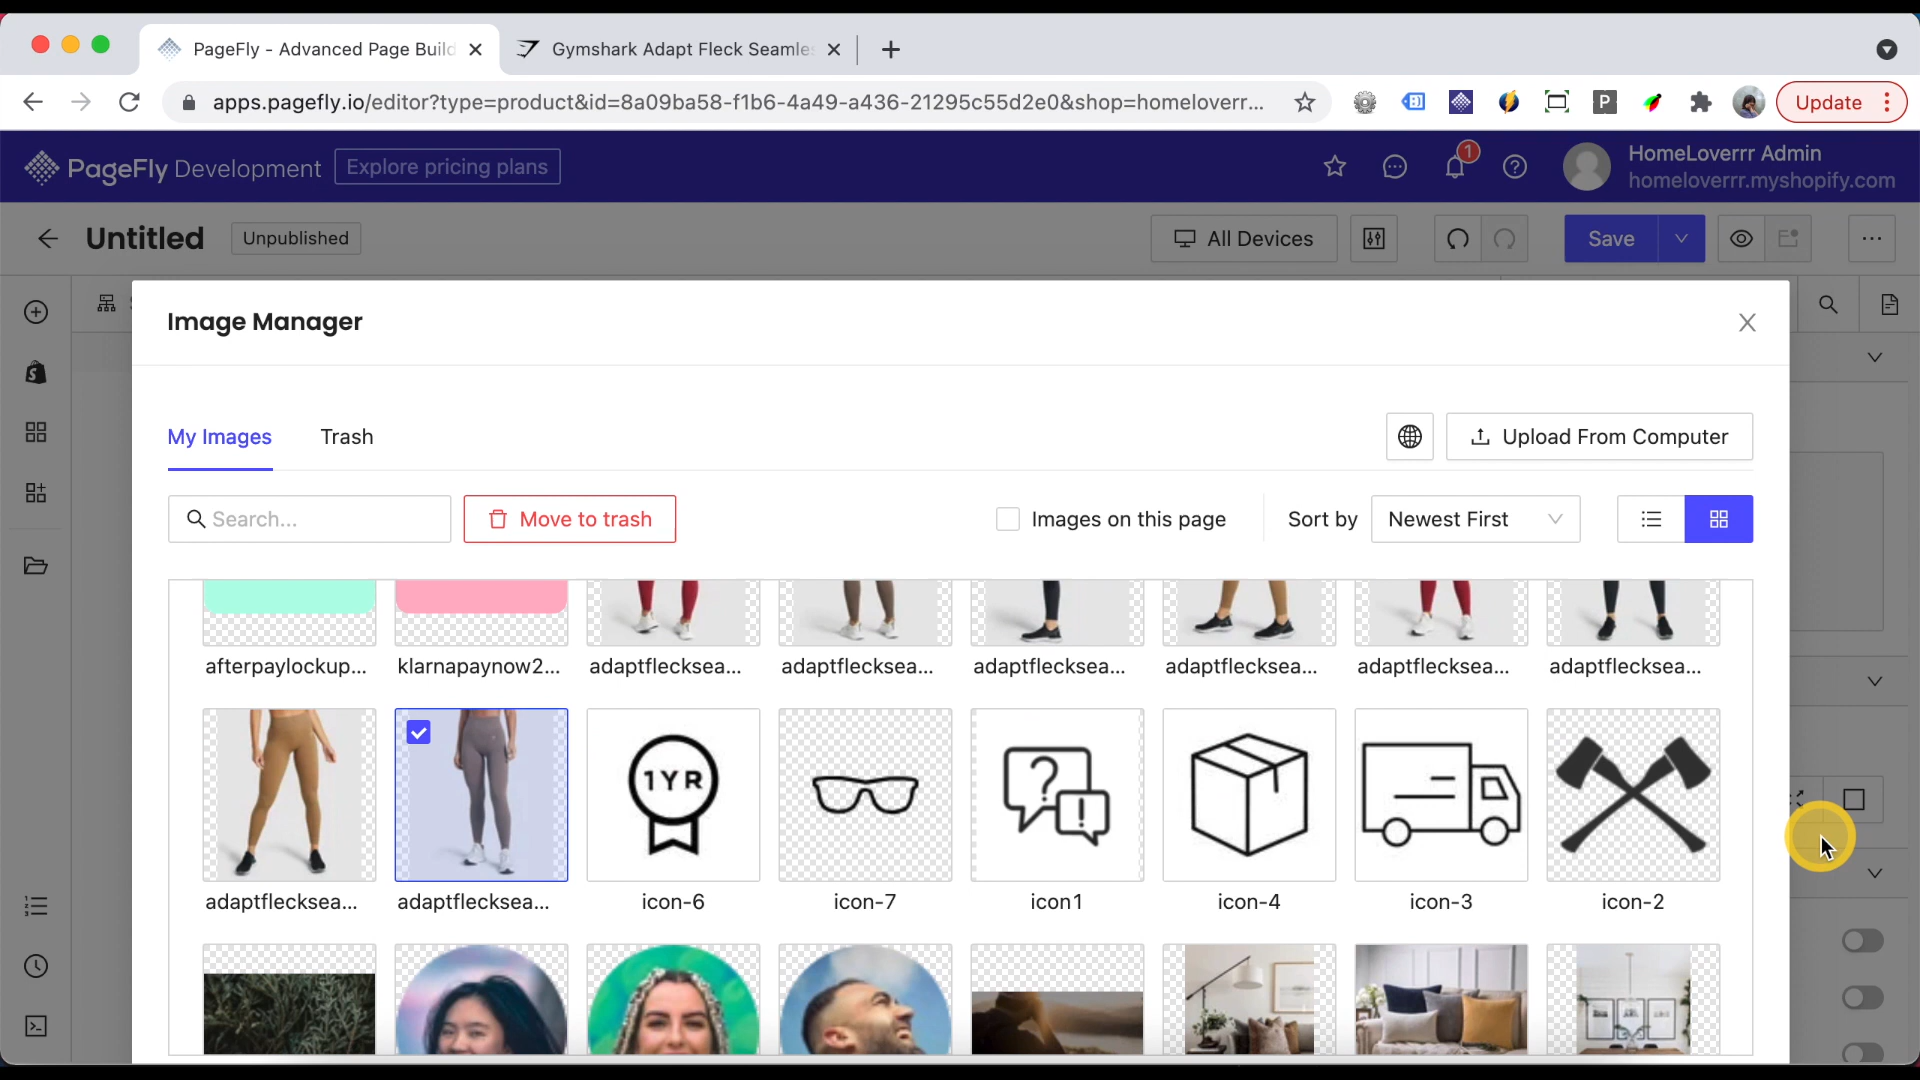 PageFly - Advanced Page Build
Gymshark Adapt Fleck Seamle
apps.pagefly.io/editor?type=product&id=8a09ba58-f1b6-4a49-a436-21295c55d2e0&shop=homeloverr...
P
Update
PageFly Development
Explore pricing plans
1
HomeLoverrr Admin
homeloverrr.myshopify.com
Untitled
Unpublished
All Devices
Save
Image Manager
My Images
Trash
Upload From Computer
Search...
Move to trash
Images on this page
Sort by
Newest First
afterpaylockup...
klarnapaynow2...
adaptflecksea...
adaptflecksea...
adaptflecksea...
adaptflecksea...
adaptflecksea...
adaptflecksea...
1YR
adaptflecksea...
adaptflecksea...
icon-6
icon-7
icon1
icon-4
icon-3
icon-2